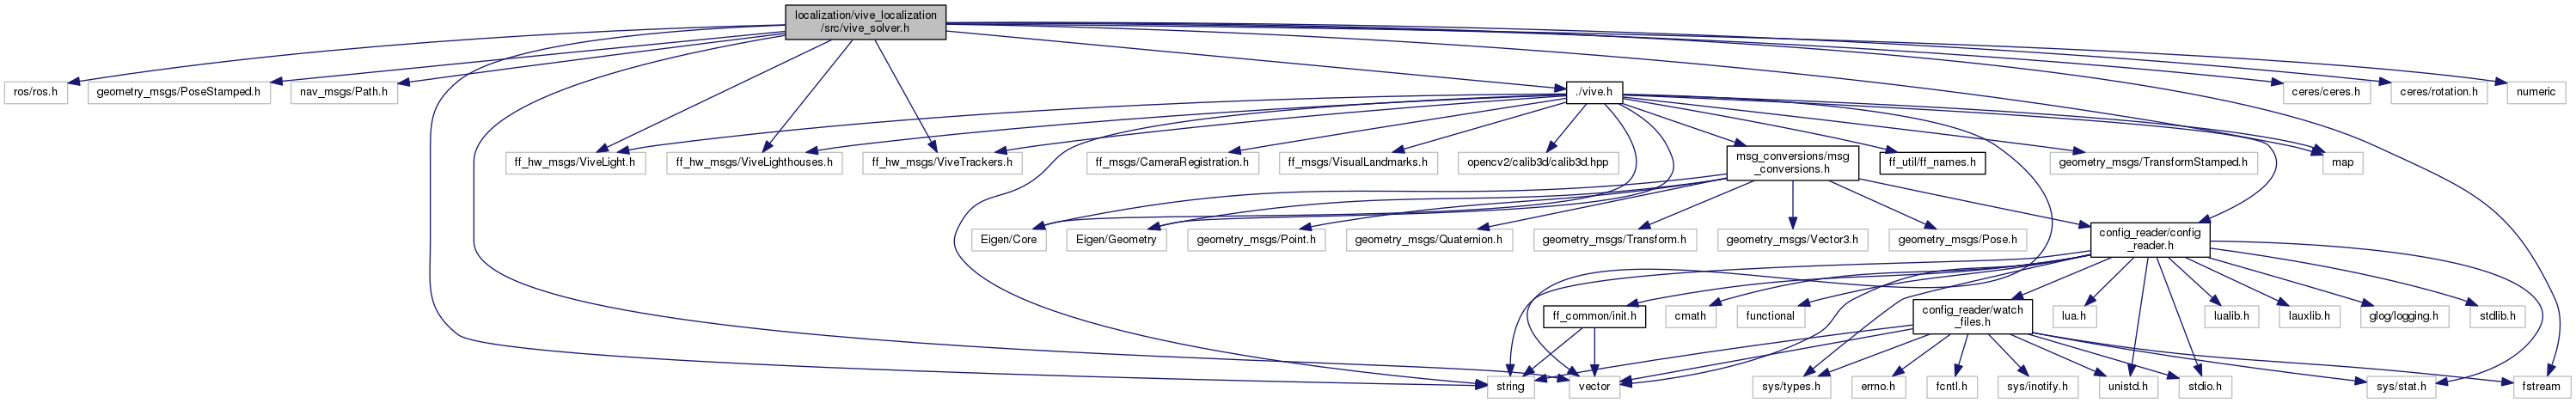 localization/vive_localization
/src/vive_solver.h
ros/ros.h
geometry_msgs/PoseStamped.h
nav_msgs/Path.h
./vive.h
ceres/ceres.h
ceres/rotation.h
numeric
ff_hw_msgs/ViveLight.h
ff_hw_msgs/ViveLighthouses.h
ff_hw_msgs/ViveTrackers.h
ff_msgs/CameraRegistration.h
ff_msgs/VisualLandmarks.h
opencv2/calib3d/calib3d.hpp
msg_conversions/msg
_conversions.h
ff_util/ff_names.h
geometry_msgs/TransformStamped.h
map
Eigen/Core
Eigen/Geometry
geometry_msgs/Point.h
geometry_msgs/Quaternion.h
geometry_msgs/Transform.h
geometry_msgs/Vector3.h
geometry_msgs/Pose.h
config_reader/config
_reader.h
ff_common/init.h
cmath
functional
config_reader/watch
_files.h
lua.h
lualib.h
lauxlib.h
glog/logging.h
stdlib.h
string
vector
sys/types.h
errno.h
fcntl.h
sys/inotify.h
unistd.h
stdio.h
sys/stat.h
fstream